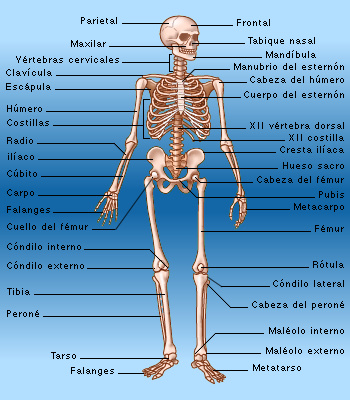 Parietal
Frontal
Maxilar
Tabique nasal
Vértebras cervicales
Mandíbula
Clavícula
Manubrio del esternón
Escápula
Cabeza del húmero
Cuerpo del esternón
Húmero
Costillas
XII vértebra dorsal
Radio
XII costilla
ilíaco
Cresta ilíaca
Cúbito
Hueso sacro
Carpo
Cabeza del fémur
Falanges
Pubis
Metacarpo
Cuello del fémur
Fémur
Cóndilo interno
Cóndilo externo
Rótula
Tibia
Cóndilo lateral
Peroné
Cabeza del peroné
Maléolo interno
Tarso
Maléolo externo
Falanges
Metatarso